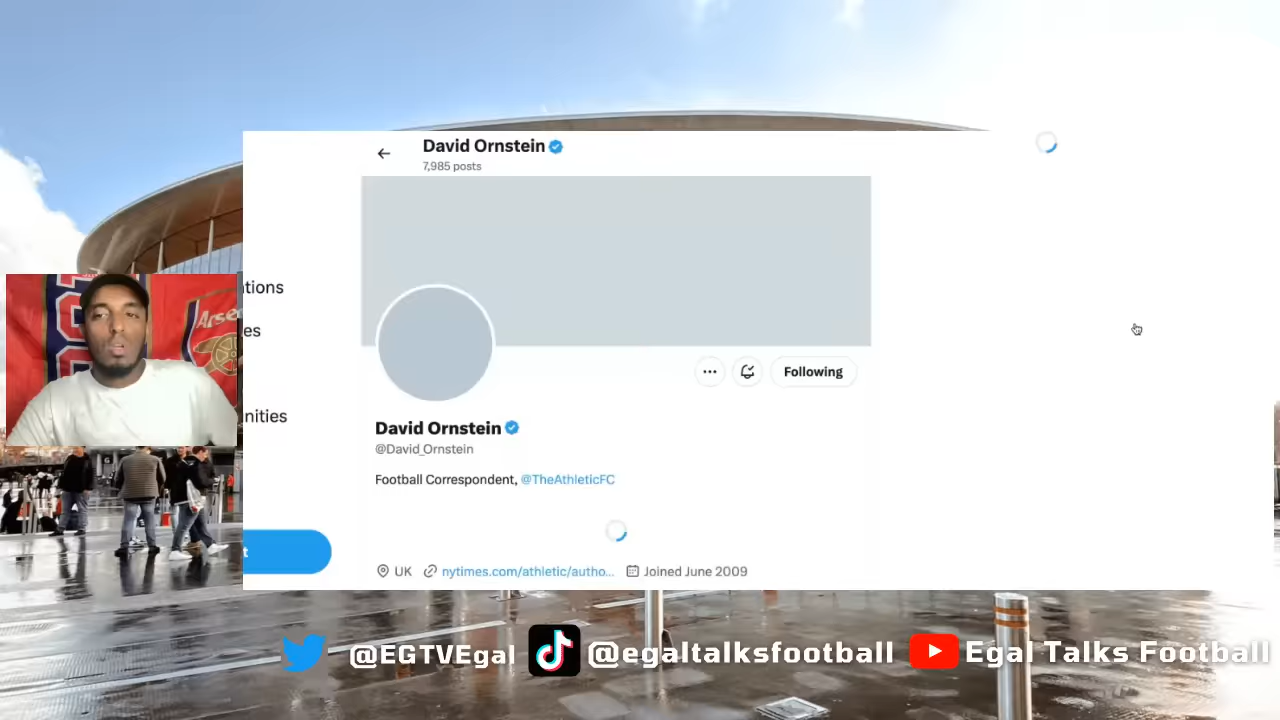 David Ornstein
7,985 posts
tions
es
nities
t
Following
David Ornstein
@David_Ornstein
Football Correspondent, @TheAthleticFC
UK nytimes.com/athletic/autho... Joined June 2009
Arse
@EGTVEgal @egaltalksfootball Egal Talks Football